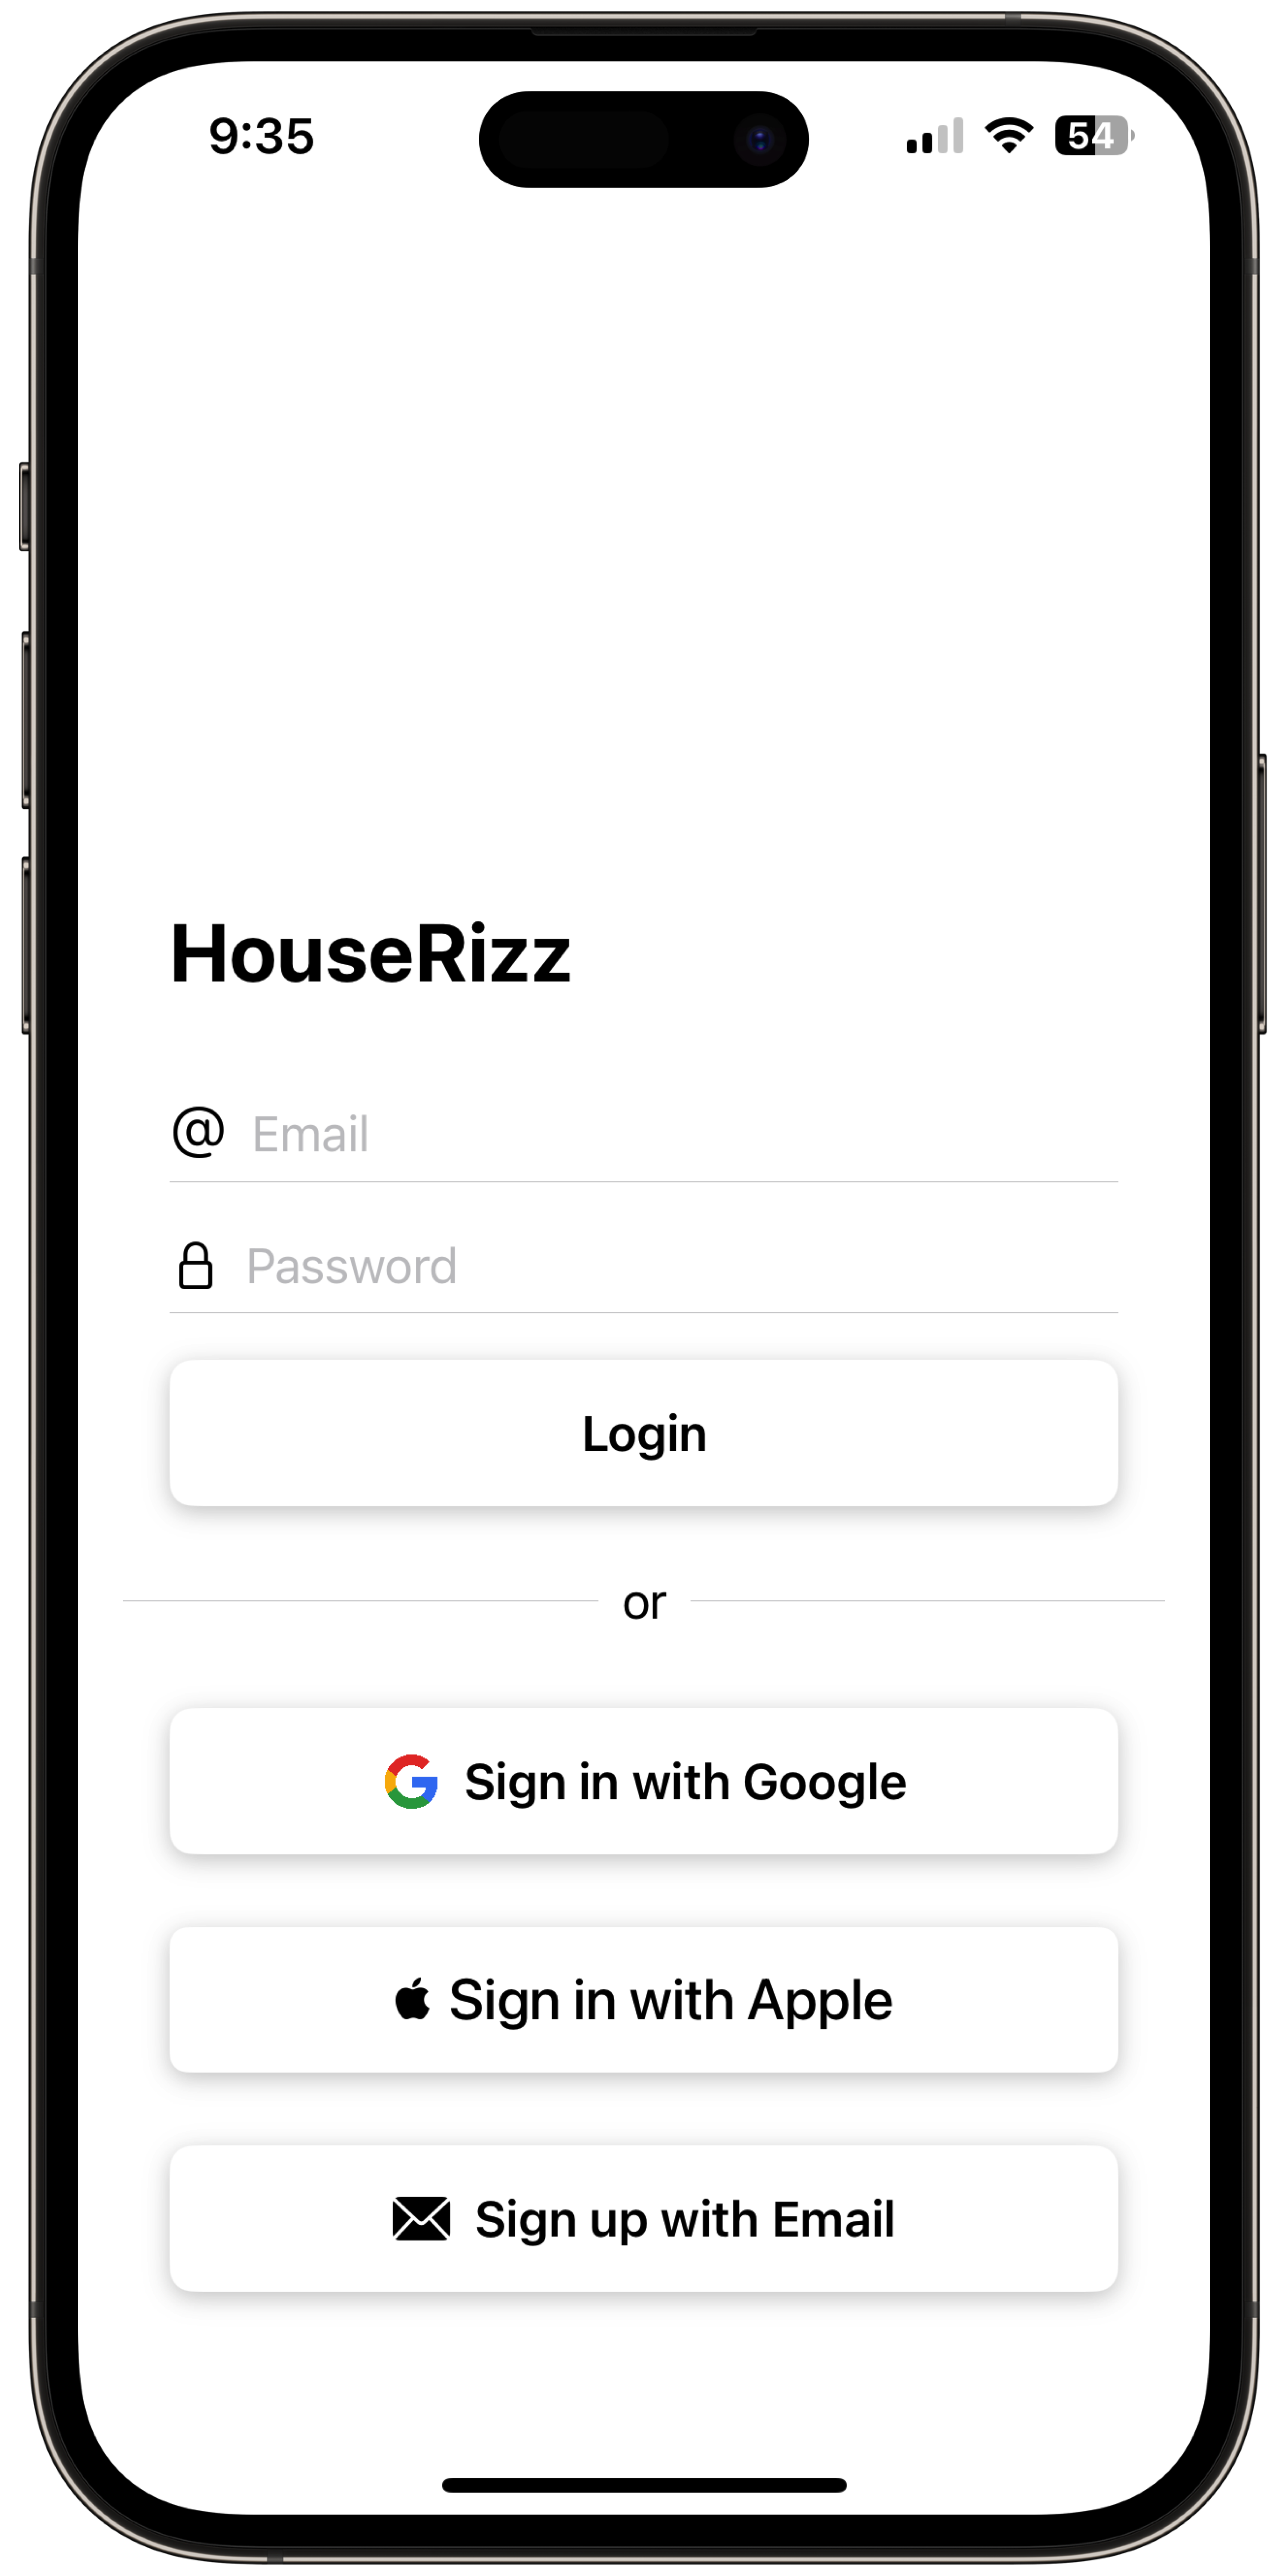 9:35 54
HouseRizz
@ Email
Password
Login
or
Sign in with Google
Sign in with Apple
Sign up with Email